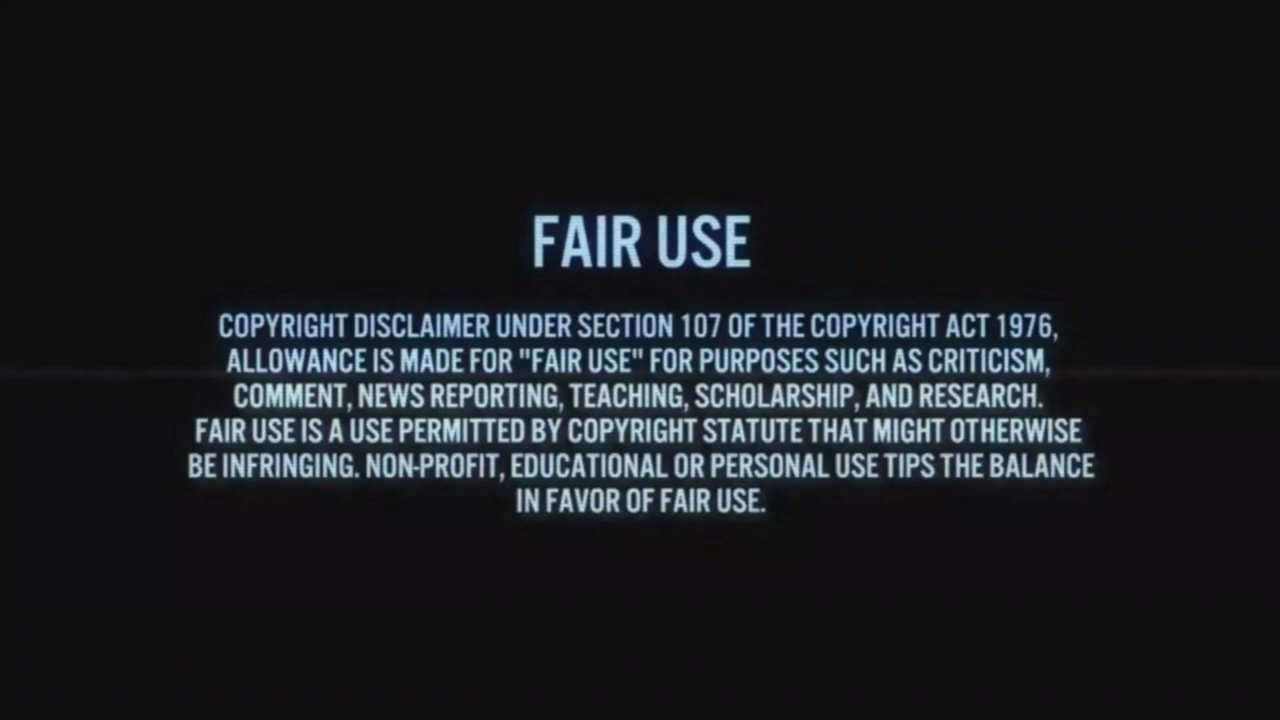 FAIR USE
COPYRIGHT DISCLAIMER UNDER SECTION 107 OF THE COPYRIGHT ACT 1976,
ALLOWANCE IS MADE FOR "FAIR USE" FOR PURPOSES SUCH AS CRITICISM,
COMMENT, NEWS REPORTING, TEACHING, SCHOLARSHIP, AND RESEARCH.
FAIR USE IS A USE PERMITTED BY COPYRIGHT STATUTE THAT MIGHT OTHERWISE
BE INFRINGING. NON-PROFIT, EDUCATIONAL OR PERSONAL USE TIPS THE BALANCE
IN FAVOR OF FAIR USE.